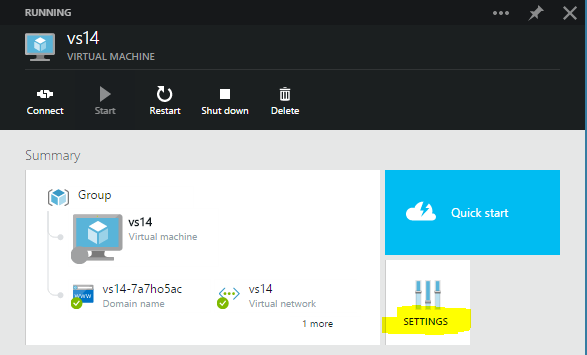 RUNNING
vs14
VIRTUAL MACHINE
Connect
Start
Restart
Shut down
Delete
Summary
Group
vs14
Virtual machine
www
vs14-7a7ho5ac
Domain name
vs14
Virtual network
1 more
Quick start
SETTINGS